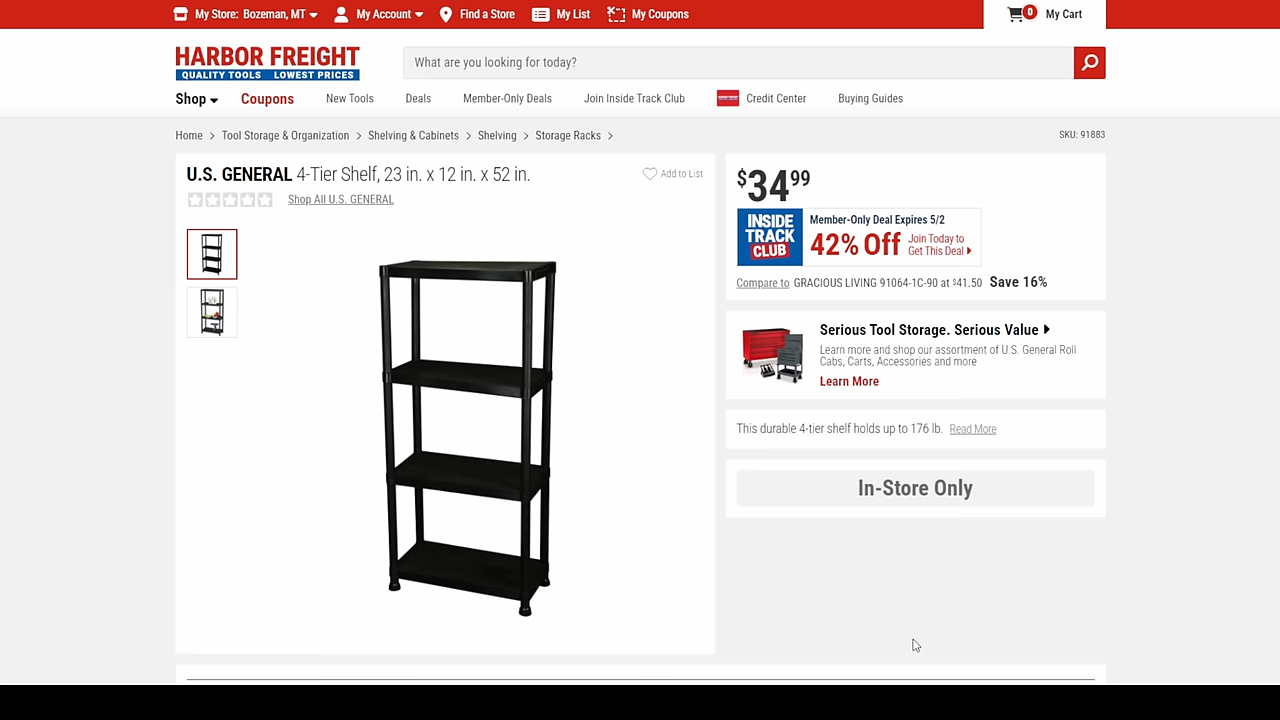 My Store: Bozeman, MT
My Account
Find a Store
My List
My Coupons
0
My Cart
HARBOR FREIGHT
QUALITY TOOLS LOWEST PRICES
What are you looking for today?
Shop
Coupons
New Tools
Deals
Member-Only Deals
Join Inside Track Club
Credit Center
Buying Guides
Home > Tool Storage & Organization > Shelving & Cabinets > Shelving > Storage Racks >
SKU: 91883
U.S. GENERAL 4-Tier Shelf, 23 in. x 12 in. x 52 in.
Add to List
Shop All U.S. GENERAL
$34 99
INSIDE
TRACK
CLUB
Member-Only Deal Expires 5/2
42% Off
Join Today to
Get This Deal
Compare to GRACIOUS LIVING 91064-1C-90 at $41.50 Save 16%
Serious Tool Storage. Serious Value
Learn more and shop our assortment of U.S. General Roll
Cabs, Carts, Accessories and more
Learn More
This durable 4-tier shelf holds up to 176 lb. Read More
In-Store Only